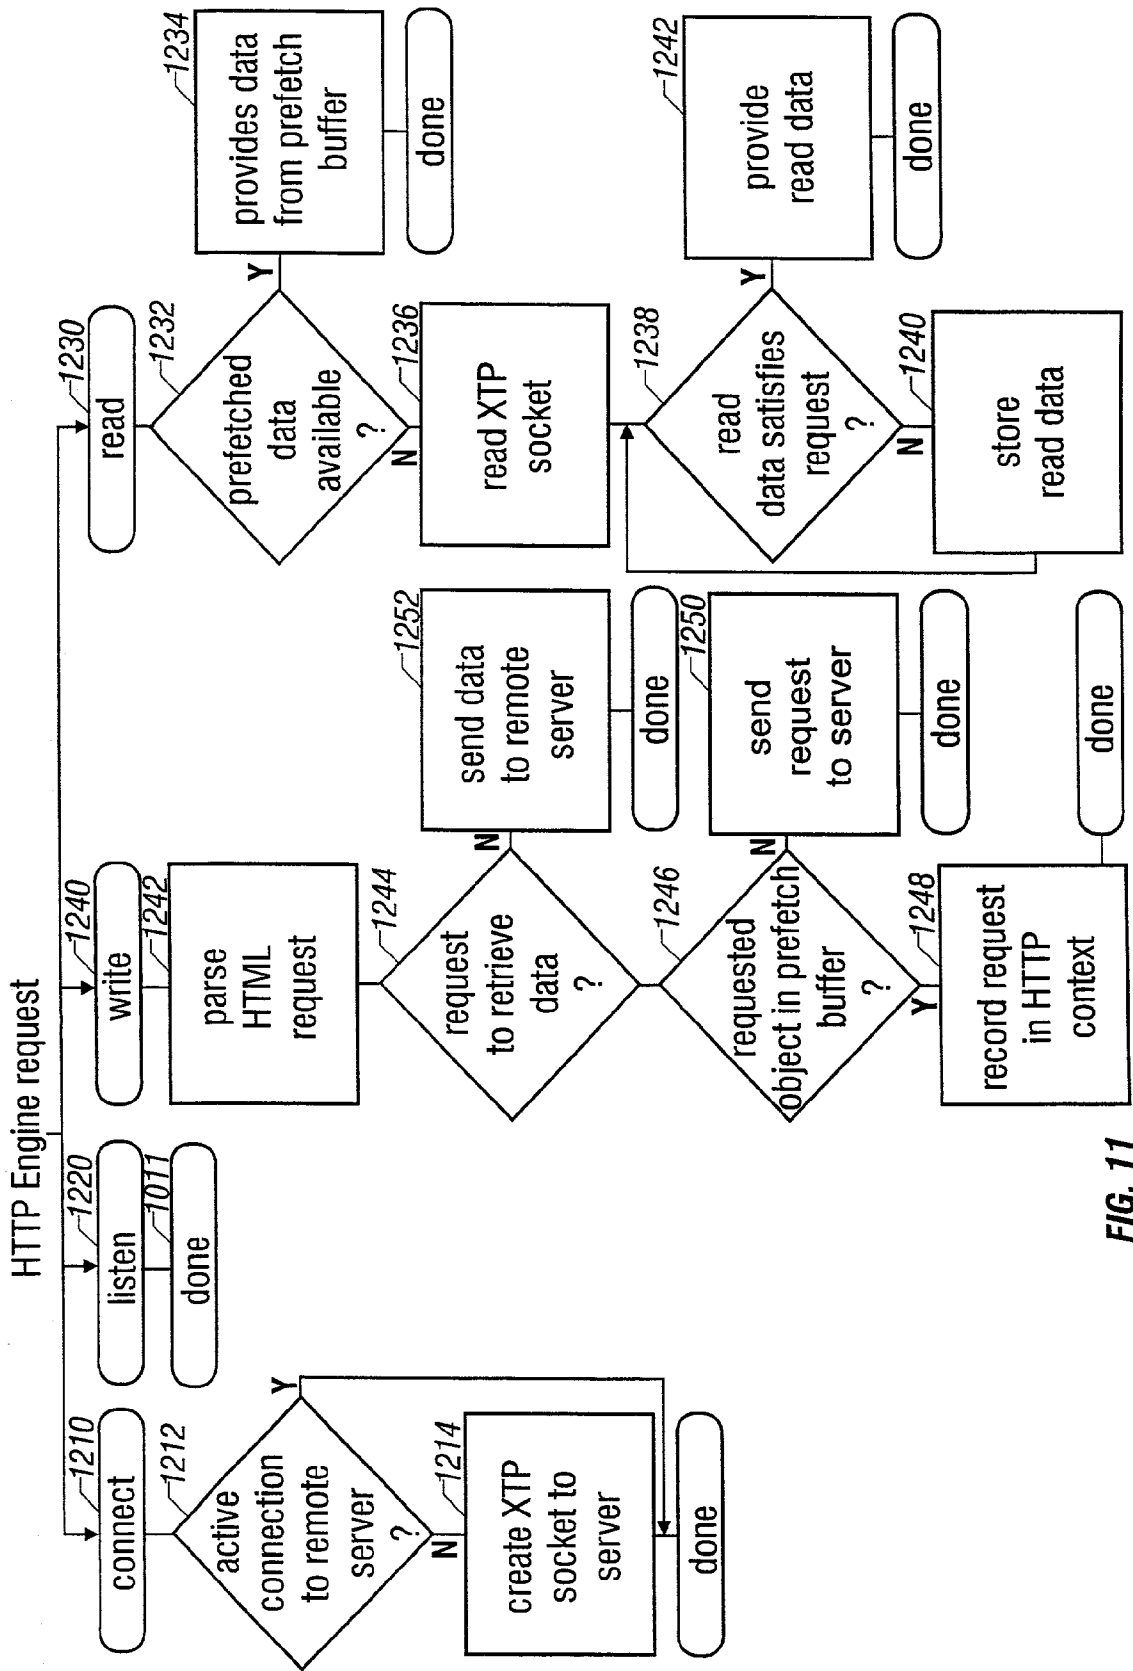 HTTP Engine request
1210
connect
1212
active
connection
to remote
server
?
Y
N
1214
create XTP
socket to
server
done
1220
listen
1011
done
1240
write
1242
parse
HTML
request
1244
request
to retrieve
data
?
N
1252
send data
to remote
server
done
1246
requested
object in prefetch
buffer
?
N
1250
send
request
to server
done
Y
1248
record request
in HTTP
context
done
1230
read
1232
prefetched
data
available
?
Y
1234
provides data
from prefetch
buffer
done
N
1236
read XTP
socket
1238
read
data satisfies
request
?
Y
1242
provide
read data
done
N
1240
store
read data
FIG. 11